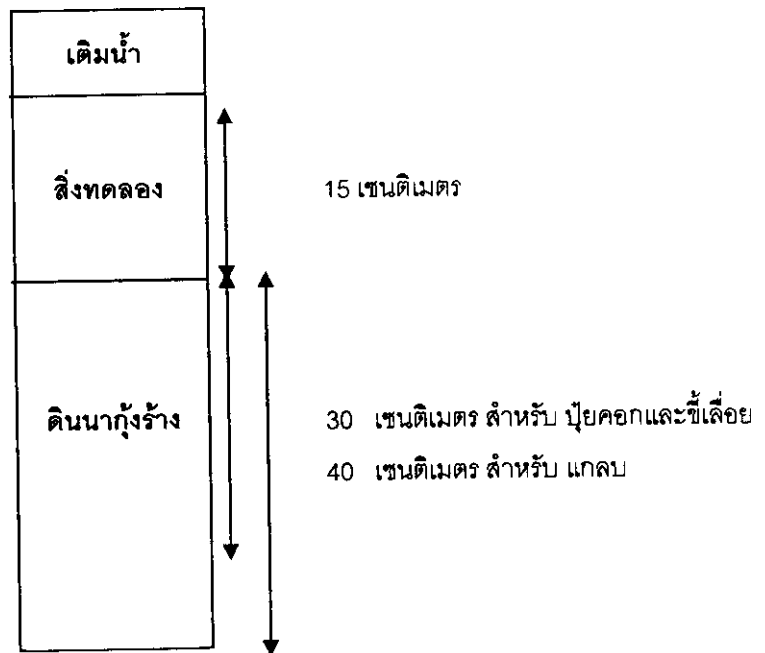 เติมน้ำ
สิ่งทดลอง
15 เซนติเมตร
ดินนากุ้งร้าง
30 เซนติเมตร สำหรับ ปุ๋ยคอกและขี้เลื่อย
40 เซนติเมตร สำหรับ แกลบ